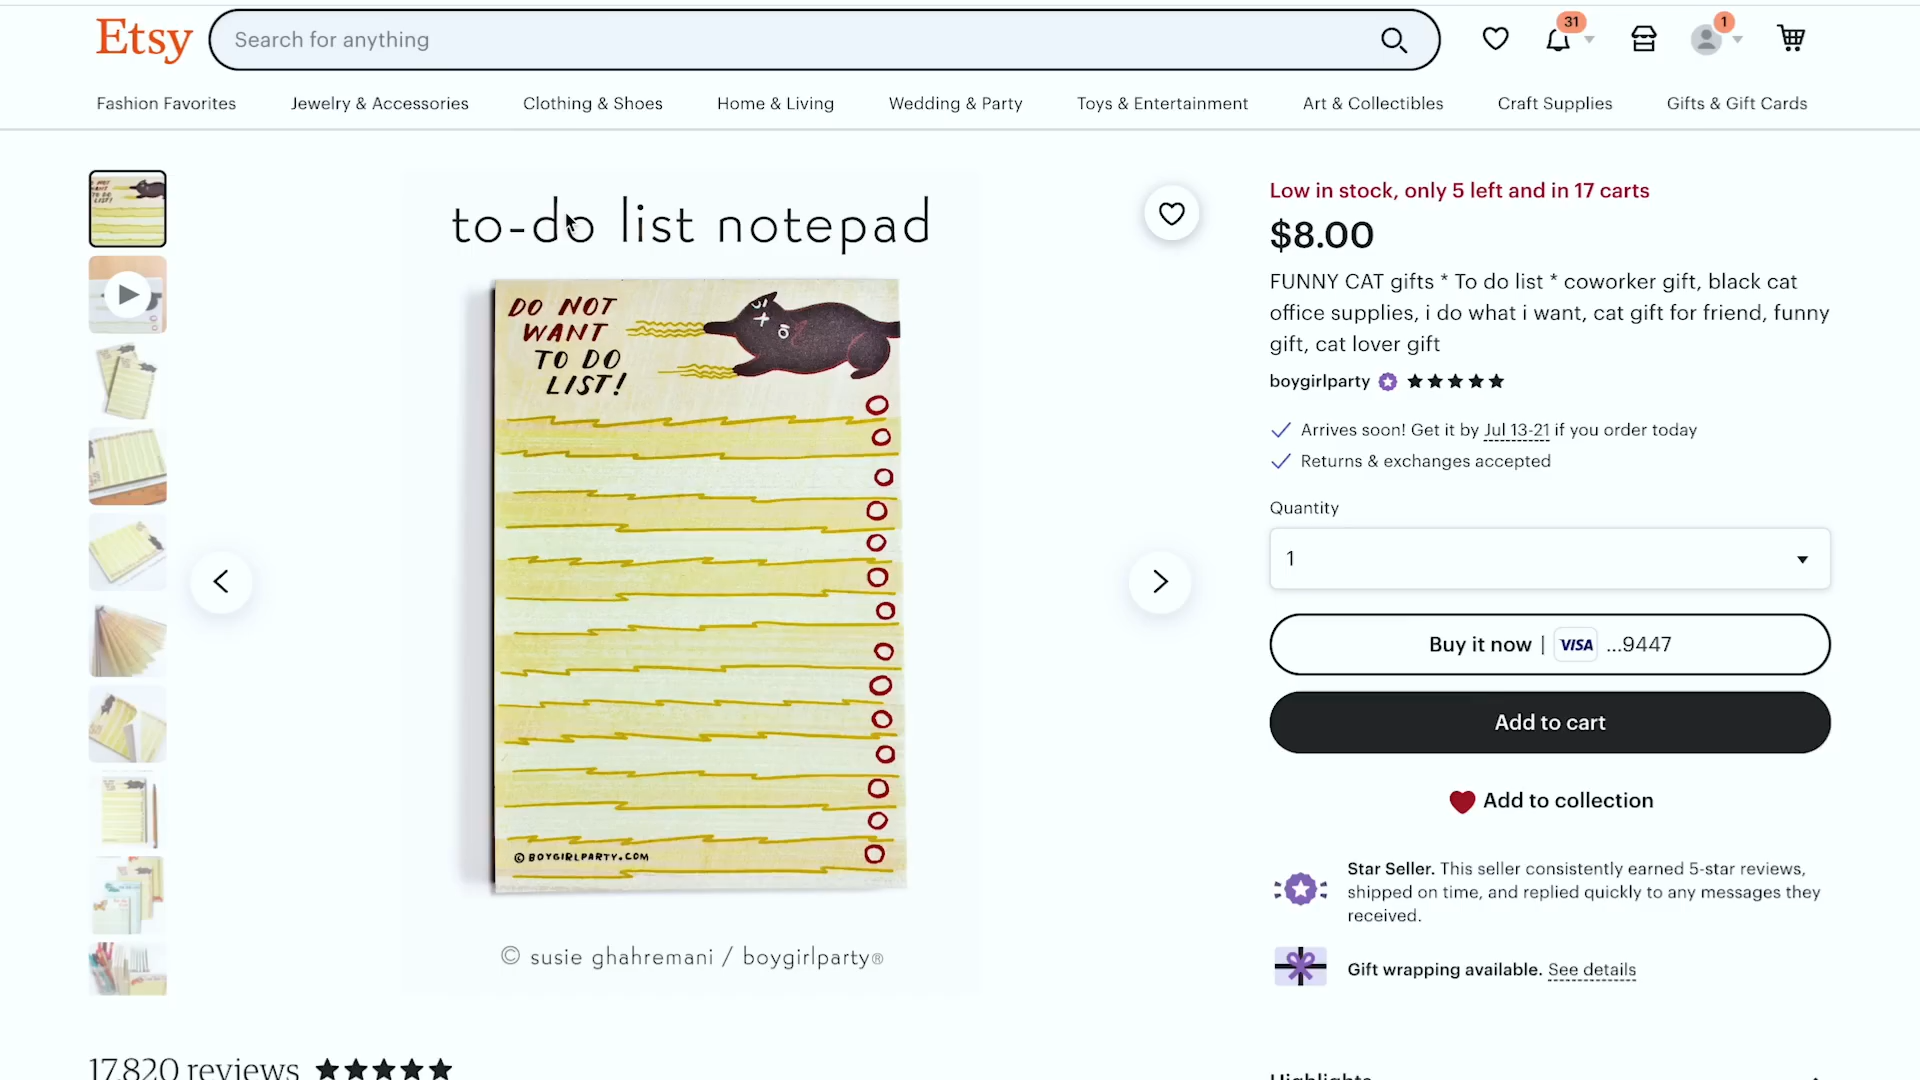 Etsy
Search for anything
31
1
Fashion Favorites
Jewelry & Accessories
Clothing & Shoes
Home & Living
Wedding & Party
Toys & Entertainment
Art & Collectibles
Craft Supplies
Gifts & Gift Cards
to-do list notepad
DO NOT
WANT
TO DO
LIST!
© BOYGIRLPARTY.COM
© susie ghahremani / boygirlparty®
Low in stock, only 5 left and in 17 carts
$8.00
FUNNY CAT gifts * To do list * coworker gift, black cat
office supplies, i do what i want, cat gift for friend, funny
gift, cat lover gift
boygirlparty
Arrives soon! Get it by Jul 13-21 if you order today
Returns & exchanges accepted
Quantity
1
Buy it now | VISA ...9447
Add to cart
Add to collection
Star Seller. This seller consistently earned 5-star reviews,
shipped on time, and replied quickly to any messages they
received.
Gift wrapping available. See details
17,820 reviews
Highlights